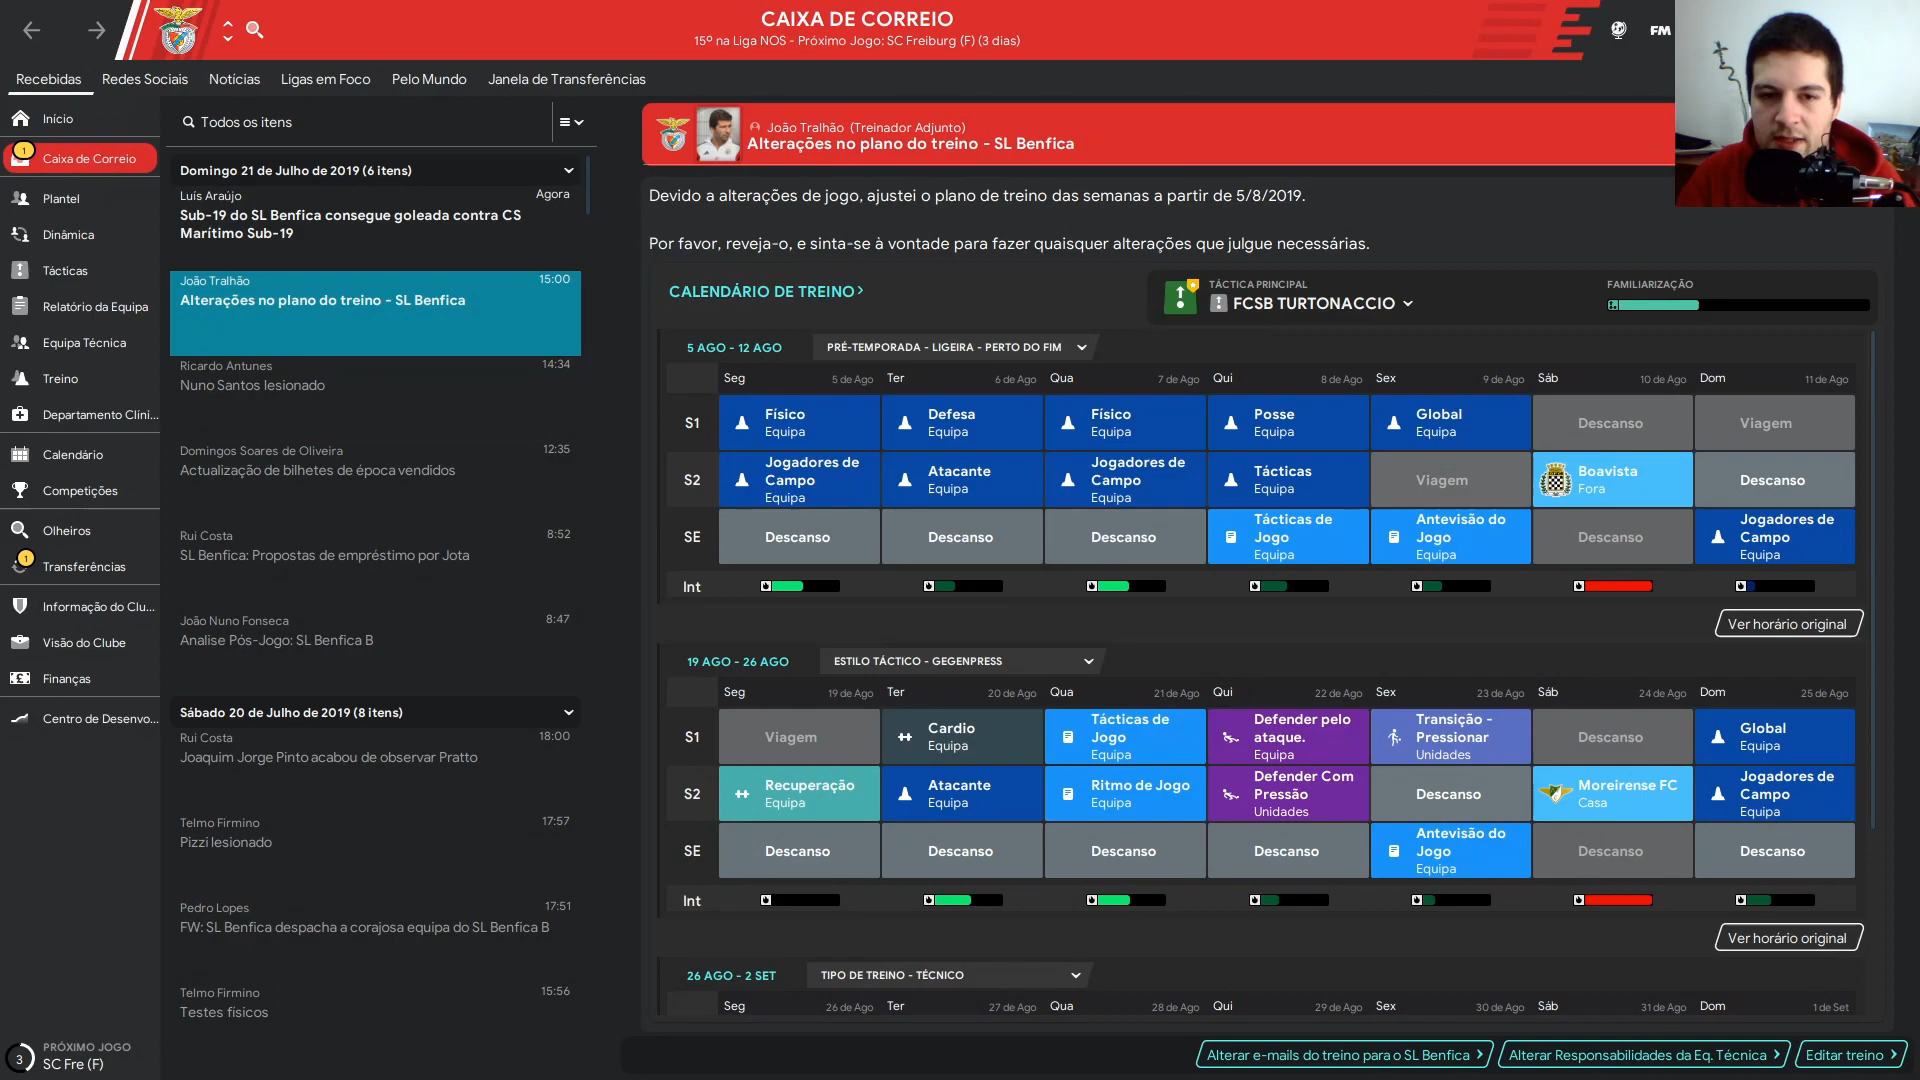 CAIXA DE CORREIO
15º na Liga NOS - Próximo Jogo: SC Freiburg (F) (3 dias)
FM
Recebidas
Redes Sociais
Notícias
Ligas em Foco
Pelo Mundo
Janela de Transferências
Início
1
Caixa de Correio
Plantel
Dinâmica
Tácticas
Relatório da Equipa
Equipa Técnica
Treino
Departamento Clíni...
Calendário
Competições
Olheiros
1
Transferências
Informação do Clu...
Visão do Clube
Finanças
Centro de Desenvo...
3
PRÓXIMO JOGO
SC Fre (F)
Todos os itens
Domingo 21 de Julho de 2019 (6 itens)
Luís Araújo
Agora
Sub-19 do SL Benfica consegue goleada contra CS
Marítimo Sub-19
João Tralhão
15:00
Alterações no plano do treino - SL Benfica
Ricardo Antunes
14:34
Nuno Santos lesionado
Domingos Soares de Oliveira
12:35
Actualização de bilhetes de época vendidos
Rui Costa
8:52
SL Benfica: Propostas de empréstimo por Jota
João Nuno Fonseca
8:47
Analise Pós-Jogo: SL Benfica B
Sábado 20 de Julho de 2019 (8 itens)
Rui Costa
18:00
Joaquim Jorge Pinto acabou de observar Pratto
Telmo Firmino
17:57
Pizzi lesionado
Pedro Lopes
17:51
FW: SL Benfica despacha a corajosa equipa do SL Benfica B
Telmo Firmino
15:56
Testes físicos
João Tralhão (Treinador Adjunto)
Alterações no plano do treino - SL Benfica
Devido a alterações de jogo, ajustei o plano de treino das semanas a partir de 5/8/2019.
Por favor, reveja-o, e sinta-se à vontade para fazer quaisquer alterações que julgue necessárias.
CALENDÁRIO DE TREINO
TÁCTICA PRINCIPAL
FCSB TURTONACCIO
FAMILIARIZAÇÃO
5 AGO - 12 AGO
PRÉ-TEMPORADA - LIGEIRA - PERTO DO FIM
Seg 5 de Ago Ter 6 de Ago Qua 7 de Ago Qui 8 de Ago Sex 9 de Ago Sáb 10 de Ago Dom 11 de Ago
S1
Físico
Equipa
Defesa
Equipa
Físico
Equipa
Posse
Equipa
Global
Equipa
Descanso
Viagem
S2
Jogadores de
Campo
Equipa
Atacante
Equipa
Jogadores de
Campo
Equipa
Tácticas
Equipa
Viagem
Boavista
Fora
Descanso
SE
Descanso
Descanso
Descanso
Tácticas de
Jogo
Equipa
Antevisão do
Jogo
Equipa
Descanso
Jogadores de
Campo
Equipa
Int
Ver horário original
19 AGO - 26 AGO
ESTILO TÁCTICO - GEGENPRESS
Seg 19 de Ago Ter 20 de Ago Qua 21 de Ago Qui 22 de Ago Sex 23 de Ago Sáb 24 de Ago Dom 25 de Ago
S1
Viagem
Cardio
Equipa
Tácticas de
Jogo
Equipa
Defender pelo
ataque.
Equipa
Transição -
Pressionar
Unidades
Descanso
Global
Equipa
S2
Recuperação
Equipa
Atacante
Equipa
Ritmo de Jogo
Equipa
Defender Com
Pressão
Unidades
Descanso
Moreirense FC
Casa
Jogadores de
Campo
Equipa
SE
Descanso
Descanso
Descanso
Descanso
Antevisão do
Jogo
Equipa
Descanso
Descanso
Int
Ver horário original
26 AGO - 2 SET
TIPO DE TREINO - TÉCNICO
Seg 26 de Ago Ter 27 de Ago Qua 28 de Ago Qui 29 de Ago Sex 30 de Ago Sáb 31 de Ago Dom 1 de Set
Alterar e-mails do treino para o SL Benfica
Alterar Responsabilidades da Eq. Técnica
Editar treino